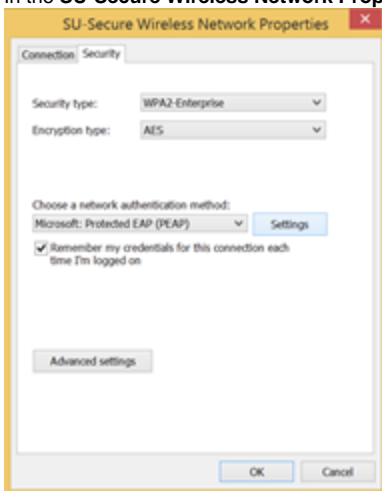 In the SU-Secure Wireless Network Prop
SU-Secure Wireless Network Properties
Connection Security
Security type: WPA2-Enterprise
Encryption type: AES
Choose a network authentication method:
Microsoft: Protected EAP (PEAP) Settings
Remember my credentials for this connection each
time I'm logged on
Advanced settings
OK Cancel